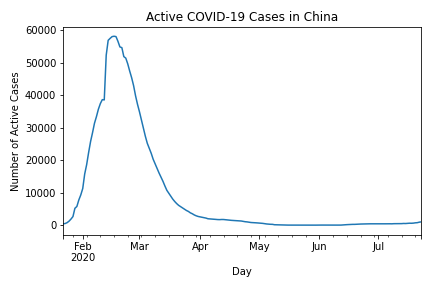 Active COVID-19 Cases in China
Number of Active Cases
60000
50000
40000
30000
20000
10000
0
Feb Mar Apr May Jun Jul
2020
Day